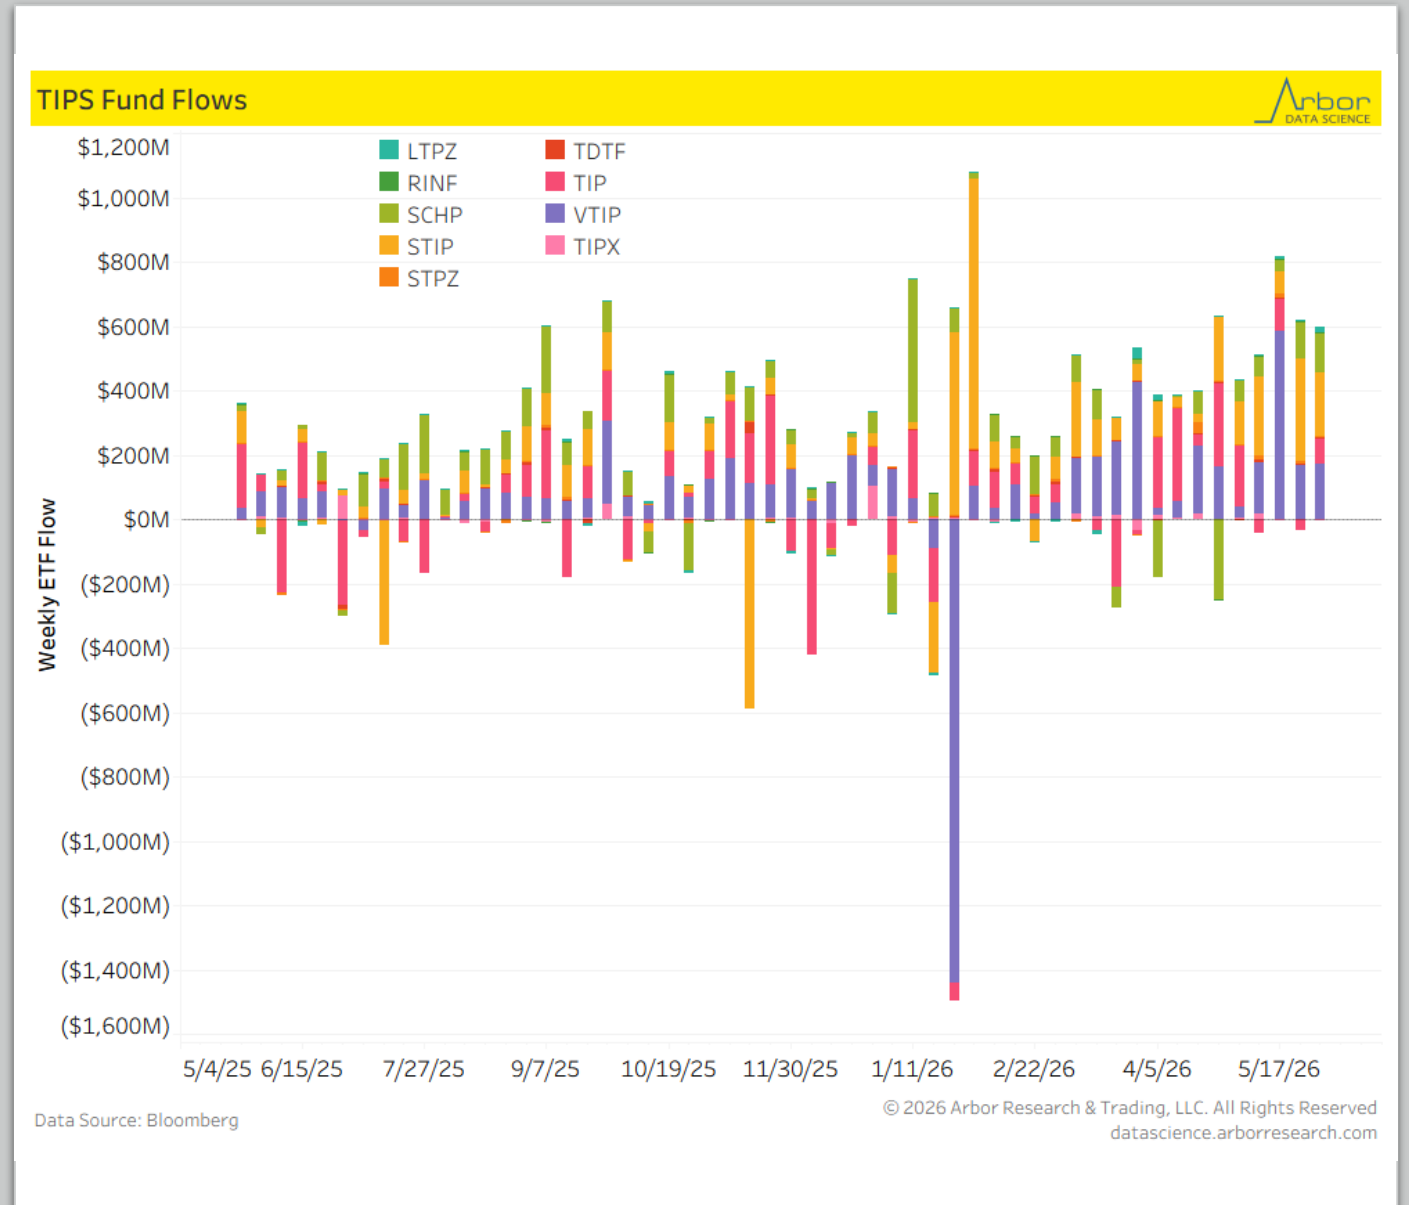 TIPS Fund Flows
Arbor
DATA SCIENCE
$1,200M
$1,000M
$800M
$600M
$400M
$200M
$0M
($200M)
($400M)
($600M)
($800M)
($1,000M)
($1,200M)
($1,400M)
($1,600M)
Weekly ETF Flow
LTPZ
RINF
SCHP
STIP
STPZ
TDTF
TIP
VTIP
TIPX
5/4/25 6/15/25 7/27/25 9/7/25 10/19/25 11/30/25 1/11/26 2/22/26 4/5/26 5/17/26
Data Source: Bloomberg
© 2026 Arbor Research & Trading, LLC. All Rights Reserved
datascience.arborresearch.com